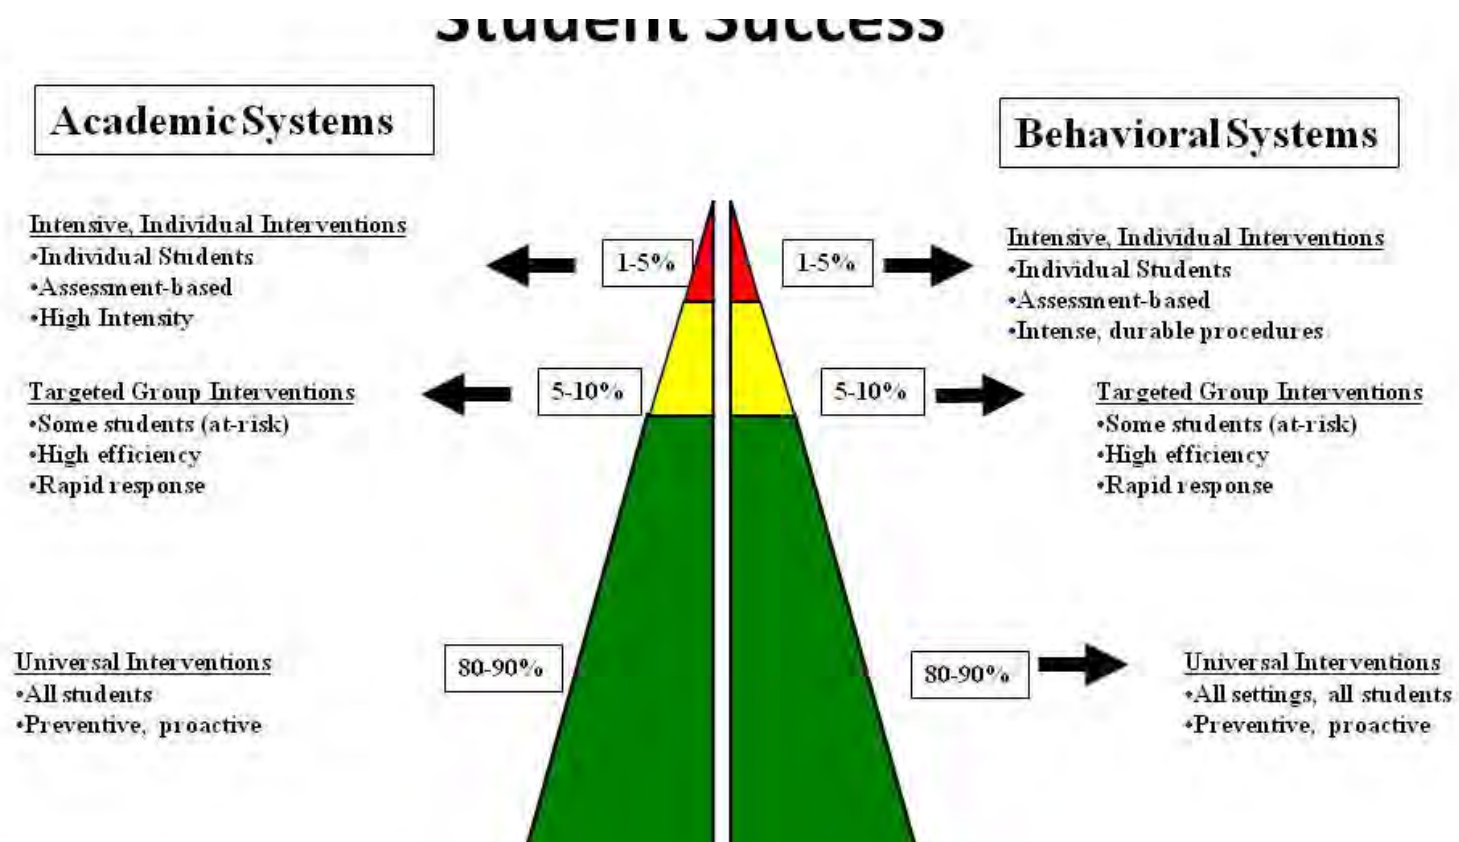 Student Success
Academic Systems
Behavioral Systems
Intensive, Individual Interventions
•Individual Students
•Assessment-based
•High Intensity
1-5%
1-5%
Intensive, Individual Interventions
•Individual Students
•Assessment-based
•Intense, durable procedures
Targeted Group Interventions
•Some students (at-risk)
•High efficiency
•Rapid response
5-10%
5-10%
Targeted Group Interventions
•Some students (at-risk)
•High efficiency
•Rapid response
Universal Interventions
•All students
•Preventive, proactive
80-90%
80-90%
Universal Interventions
•All settings, all students
•Preventive, proactive